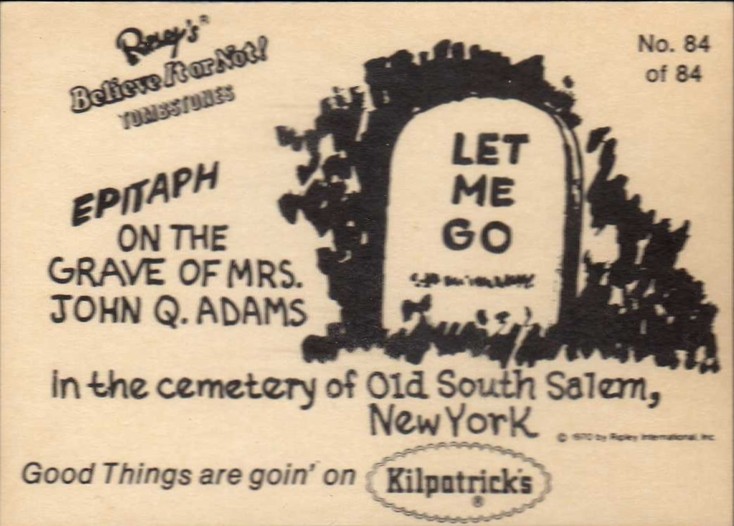 Ripley's®
Believe It or Not!
TOMBSTONES
No. 84
of 84
EPITAPH
ON THE
GRAVE OF MRS.
JOHN Q. ADAMS
LET
ME
GO
in the cemetery of Old South Salem,
New York
© 1970 by Ripley International, Inc.
Good Things are goin' on Kilpatrick's®